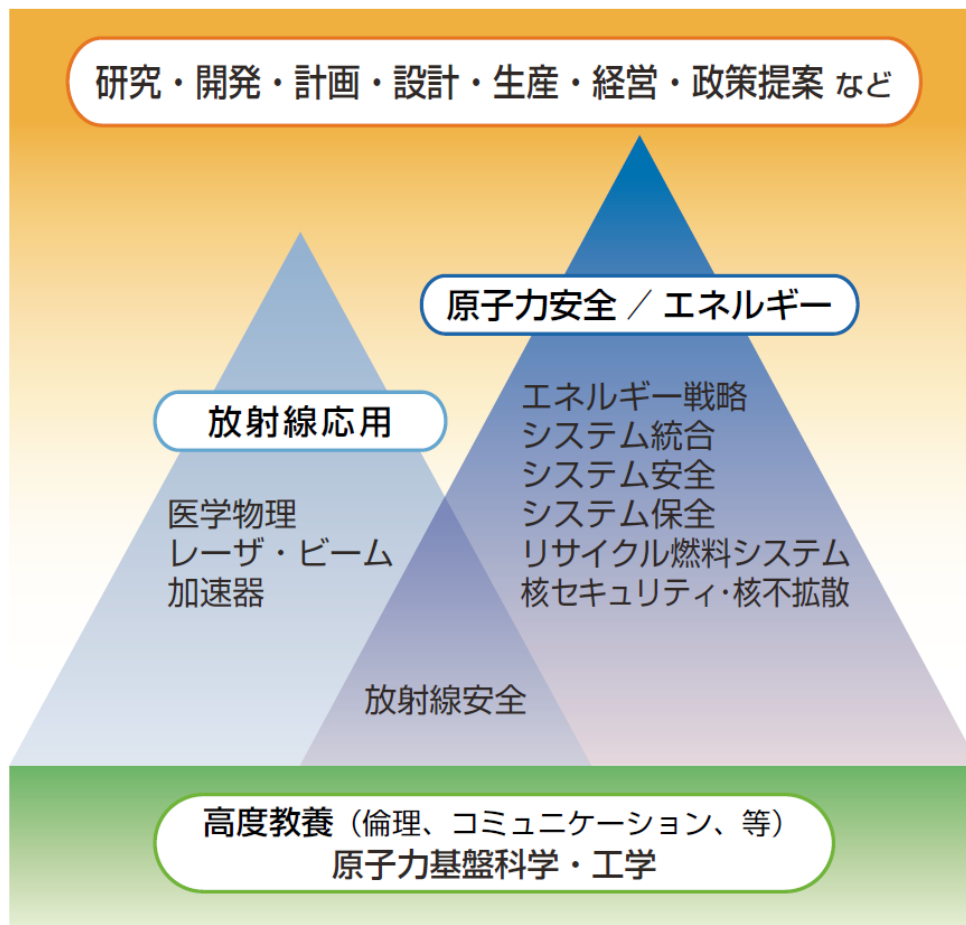 研究・開発・計画・設計・生産・経営・政策提案 など
原子力安全 ／ エネルギー
エネルギー戦略
システム統合
システム安全
システム保全
リサイクル燃料システム
核セキュリティ・核不拡散
放射線応用
医学物理
レーザ・ビーム
加速器
放射線安全
高度教養（倫理、コミュニケーション、等）
原子力基盤科学・工学